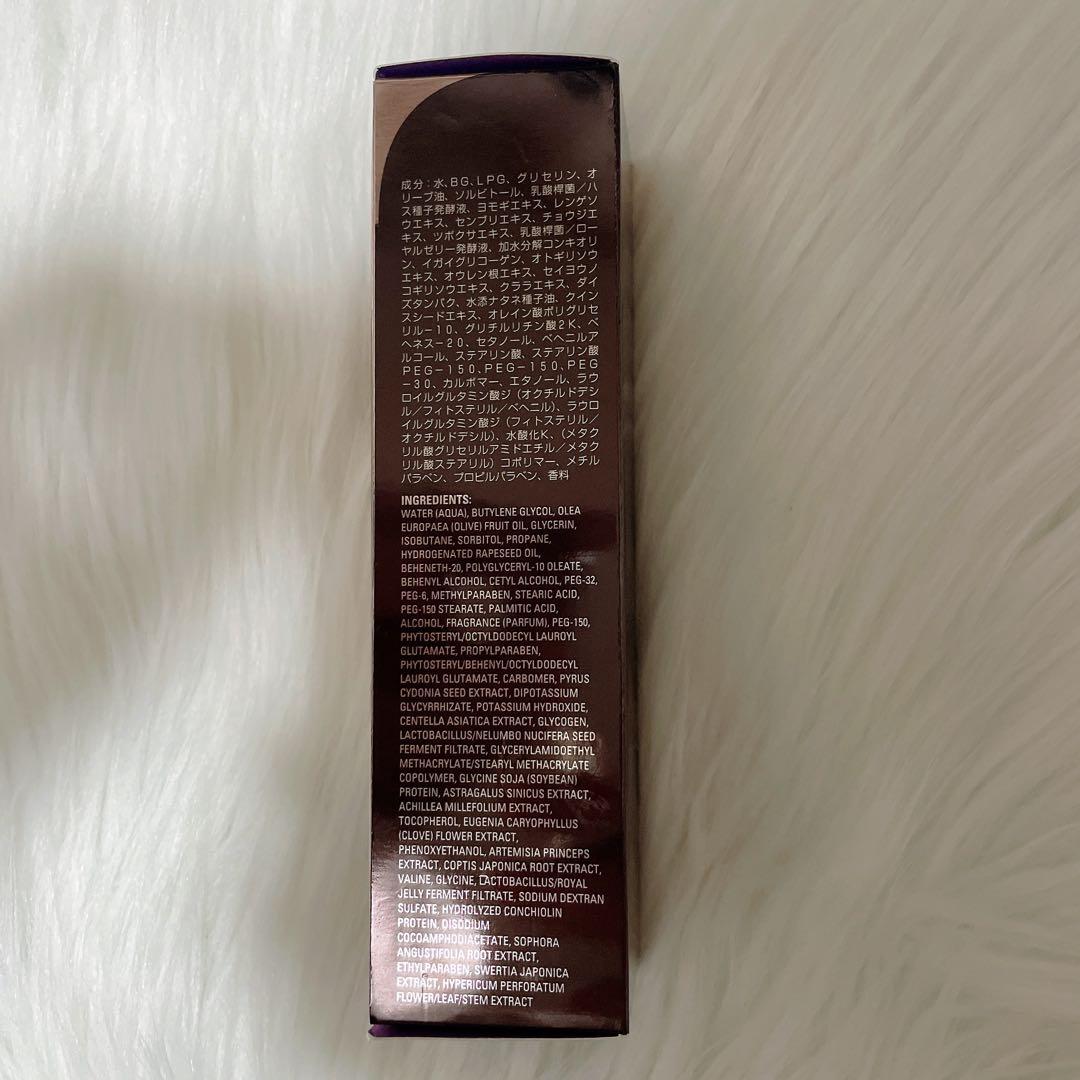 成分：水、BG、LPG、グリセリン、オ
リーブ油、ソルビトール、乳酸桿菌／ハ
ス種子発酵液、ヨモギエキス、レンゲソ
ウエキス、センブリエキス、チョウジエ
キス、ツボクサエキス、乳酸桿菌／ロー
ヤルゼリー発酵液、加水分解コンキオリ
ン、イガイグリコーゲン、オトギリソウ
エキス、オウレン根エキス、セイヨウノ
コギリソウエキス、クララエキス、ダイ
ズタンパク、水添ナタネ種子油、クイン
スシードエキス、オレイン酸ポリグリセ
リル－10、グリチルリチン酸2K、ベ
ヘネス－20、セタノール、ベヘニルア
ルコール、ステアリン酸、ステアリン酸
PEG－150、PEG－150、PEG
－30、カルボマー、エタノール、ラウ
ロイルグルタミン酸ジ（オクチルドデシ
ル／フィトステリル／ベヘニル）、ラウロ
イルグルタミン酸ジ（フィトステリル／
オクチルドデシル）、水酸化K、（メタク
リル酸グリセリルアミドエチル／メタク
リル酸ステアリル）コポリマー、メチル
パラベン、プロピルパラベン、香料
INGREDIENTS:
WATER (AQUA), BUTYLENE GLYCOL, OLEA
EUROPAEA (OLIVE) FRUIT OIL, GLYCERIN,
ISOBUTANE, SORBITOL, PROPANE,
HYDROGENATED RAPESEED OIL,
BEHENETH-20, POLYGLYCERYL-10 OLEATE,
BEHENYL ALCOHOL, CETYL ALCOHOL, PEG-32,
PEG-6, METHYLPARABEN, STEARIC ACID,
PEG-150 STEARATE, PALMITIC ACID,
ALCOHOL, FRAGRANCE (PARFUM), PEG-150,
PHYTOSTERYL/OCTYLDODECYL LAUROYL
GLUTAMATE, PROPYLPARABEN,
PHYTOSTERYL/BEHENYL/OCTYLDODECYL
LAUROYL GLUTAMATE, CARBOMER, PYRUS
CYDONIA SEED EXTRACT, DIPOTASSIUM
GLYCYRRHIZATE, POTASSIUM HYDROXIDE,
CENTELLA ASIATICA EXTRACT, GLYCOGEN,
LACTOBACILLUS/NELUMBO NUCIFERA SEED
FERMENT FILTRATE, GLYCERYLAMIDOETHYL
METHACRYLATE/STEARYL METHACRYLATE
COPOLYMER, GLYCINE SOJA (SOYBEAN)
PROTEIN, ASTRAGALUS SINICUS EXTRACT,
ACHILLEA MILLEFOLIUM EXTRACT,
TOCOPHEROL, EUGENIA CARYOPHYLLUS
(CLOVE) FLOWER EXTRACT,
PHENOXYETHANOL, ARTEMISIA PRINCEPS
EXTRACT, COPTIS JAPONICA ROOT EXTRACT,
VALINE, GLYCINE, LACTOBACILLUS/ROYAL
JELLY FERMENT FILTRATE, SODIUM DEXTRAN
SULFATE, HYDROLYZED CONCHIOLIN
PROTEIN, DISODIUM
COCOAMPHODIACETATE, SOPHORA
ANGUSTIFOLIA ROOT EXTRACT,
ETHYLPARABEN, SWERTIA JAPONICA
EXTRACT, HYPERICUM PERFORATUM
FLOWER/LEAF/STEM EXTRACT